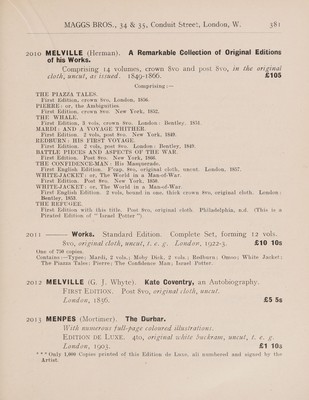 MAGGS BROS., 34 & 35, Conduit Street, London, W. 381
2010 MELVILLE (Herman). A Remarkable Collection of Original Editions
of his Works.
Comprising 14 volumes, crown 8vo and post 8vo, in the original
cloth, uncut, as issued. 1849-1866. £105
Comprising:—
THE PIAZZA TALES.
First Edition, crown 8vo. London, 1856.
PIERRE: or, the Ambiguities.
First Edition, crown 8vo. New York, 1852.
THE WHALE.
First Edition, 3 vols, crown 8vo. London: Bentley, 1851.
MARDI: AND A VOYAGE THITHER.
First Edition. 2 vols, post 8vo. New York, 1849.
REDBURN: HIS FIRST VOYAGE.
First Edition. 2 vols, post 8vo. London: Bentley, 1849.
BATTLE PIECES AND ASPECTS OF THE WAR.
First Edition. Post 8vo. New York, 1866.
THE CONFIDENCE-MAN: His Masquerade.
First English Edition. F'cap. 8vo, original cloth, uncut. London, 1857.
WHITE-JACKET: or, The World in a Man-of-War.
First Edition. Post 8vo. New York, 1850.
WHITE-JACKET: or, The World in a Man-of-War.
First English Edition. 2 vols, bound in one, thick crown 8vo, original cloth. London:
Bentley, 1853.
THE REFUGEE.
First Edition with this title. Post 8vo, original cloth. Philadelphia, n.d. (This is a
Pirated Edition of "Israel Potter")
2011 ——— Works. Standard Edition. Complete Set, forming 12 vols.
8vo, original cloth, uncut, t. e. g. London, 1922-3. £10 10s
One of 750 copies.
Contains:—Typee; Mardi, 2 vols.; Moby Dick, 2 vols.; Redburn; Omoo; White Jacket;
The Piazza Tales; Pierre; The Confidence Man; Israel Potter.
2012 MELVILLE (G. J. Whyte). Kate Coventry, an Autobiography.
FIRST EDITION. Post 8vo, original cloth, uncut.
London, 1856. £5 5s
2013 MENPES (Mortimer). The Durbar.
With numerous full-page coloured illustrations.
EDITION DE LUXE. 4to, original white buckram, uncut, t. e. g.
London, 1903. £1 10s
*** Only 1,000 Copies printed of this Edition de Luxe, all numbered and signed by the
Artist.